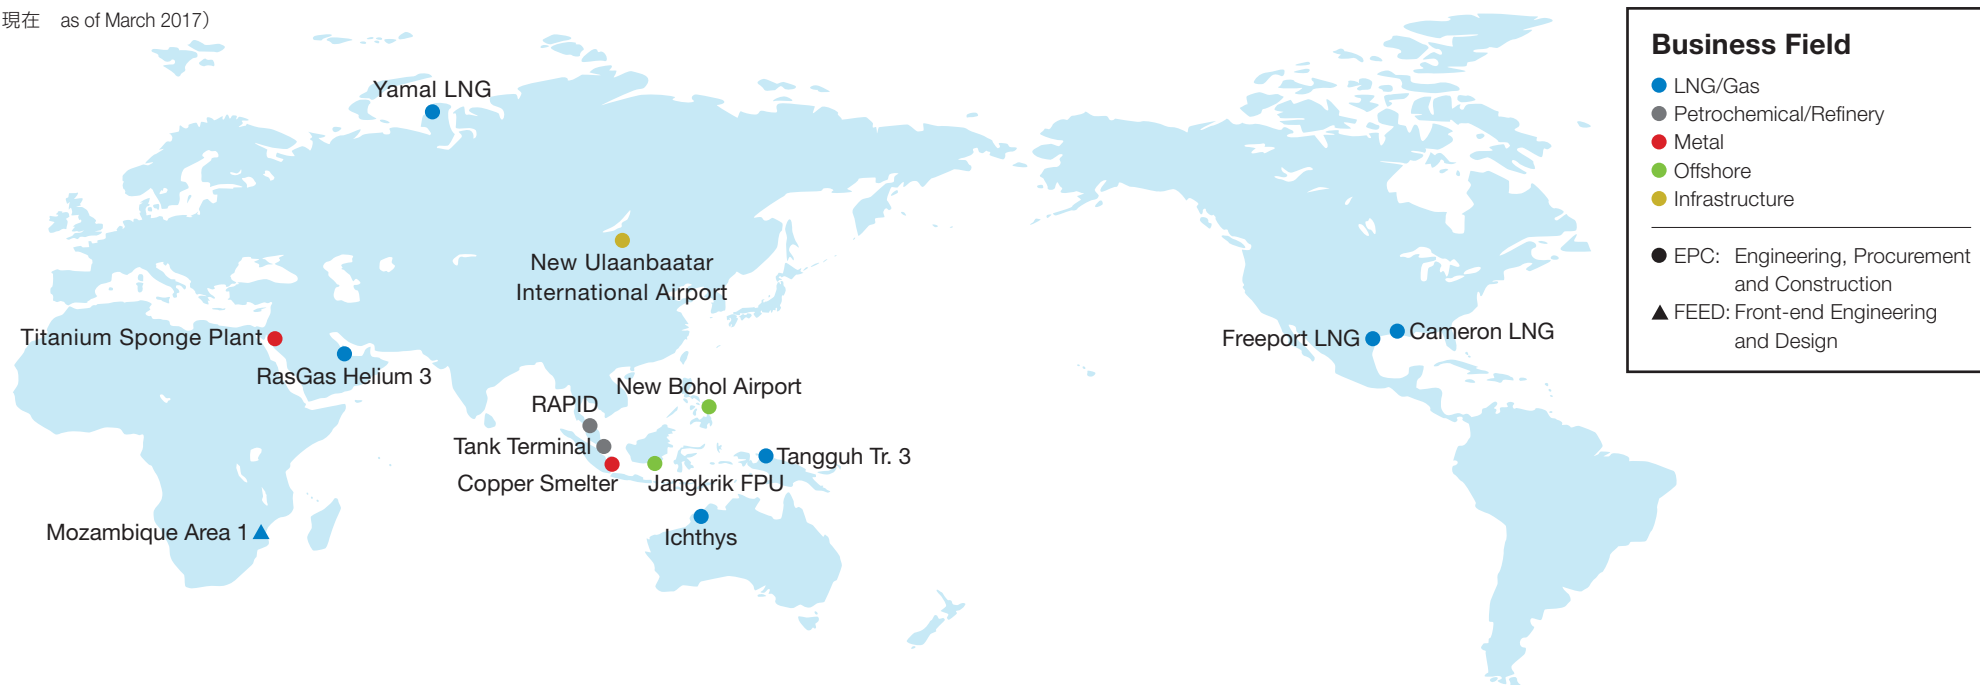 現在 as of March 2017）
Yamal LNG
New Ulaanbaatar
International Airport
Titanium Sponge Plant
RasGas Helium 3
New Bohol Airport
RAPID
Tank Terminal
Copper Smelter
Jangkrik FPU
Tangguh Tr. 3
Ichthys
Mozambique Area 1
Freeport LNG
Cameron LNG
Business Field
LNG/Gas
Petrochemical/Refinery
Metal
Offshore
Infrastructure
EPC: Engineering, Procurement
and Construction
FEED: Front-end Engineering
and Design